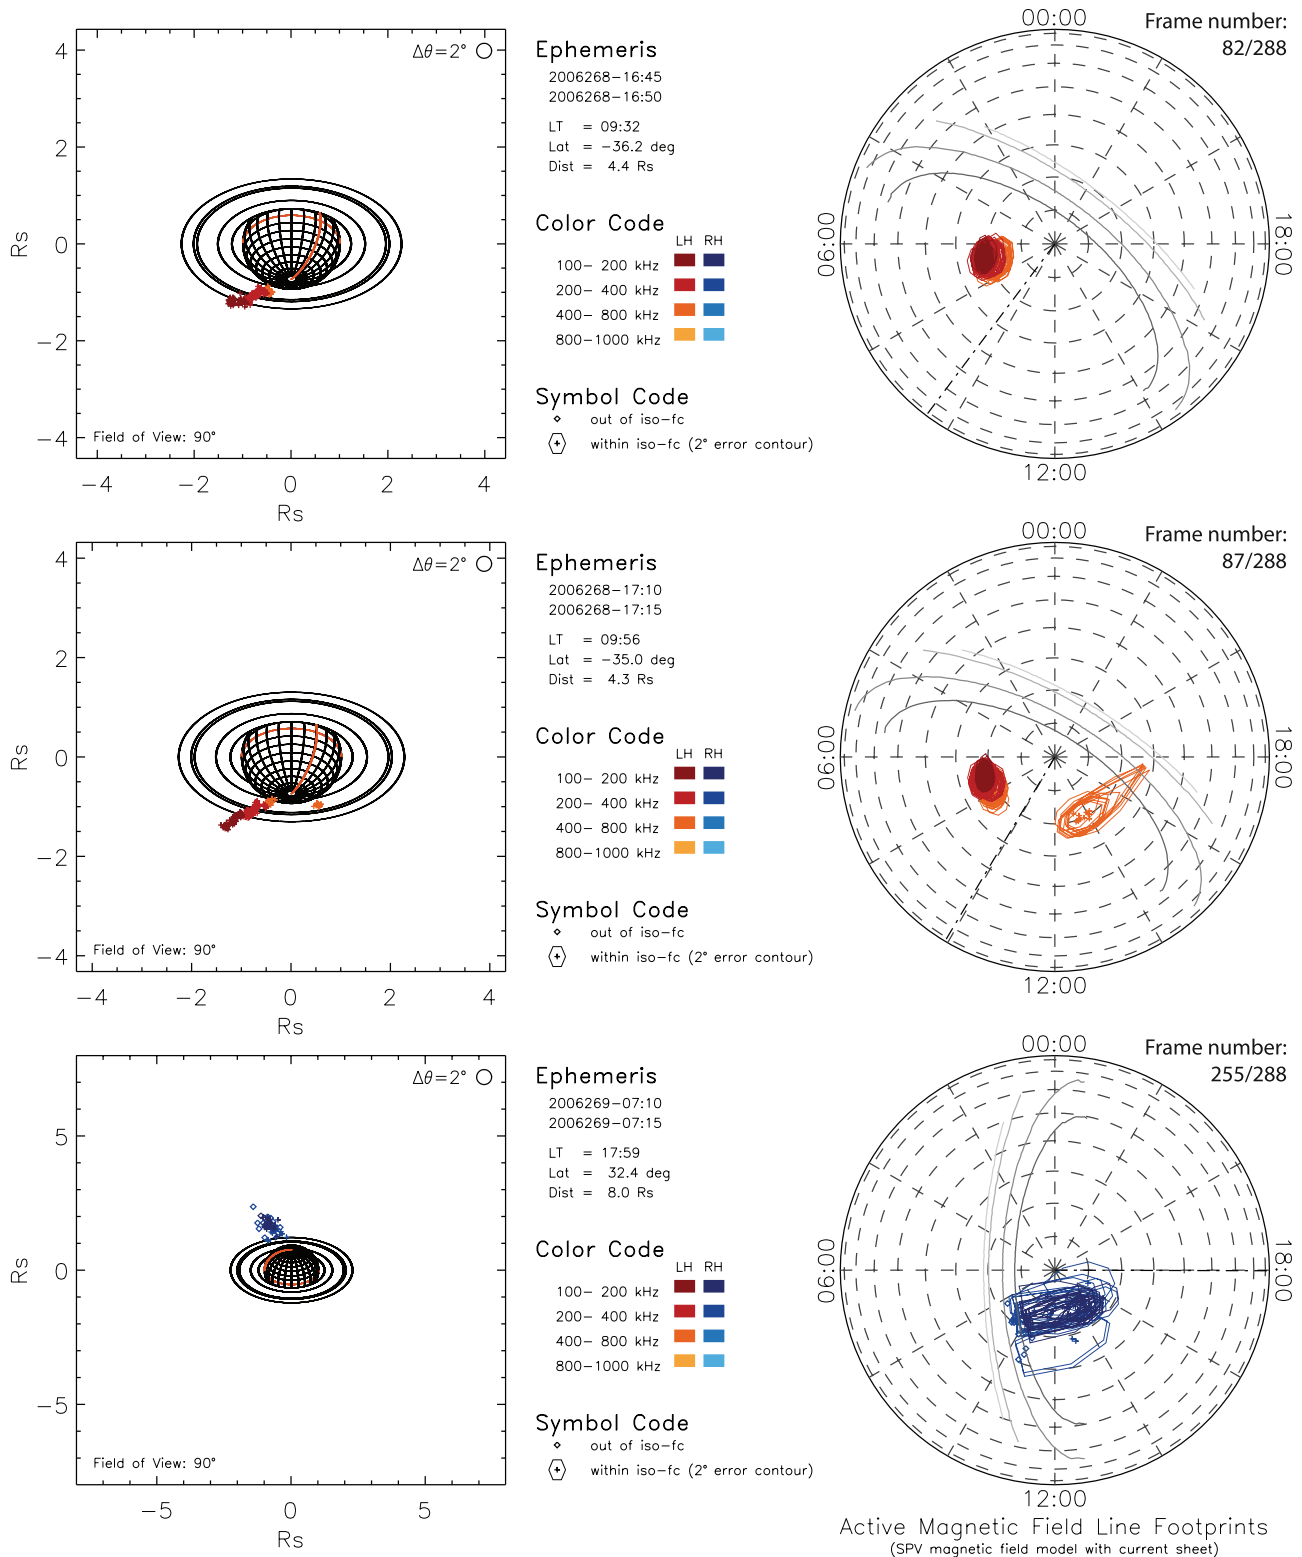 Δθ=2°
4
2
0
−2
−4
Rs
Field of View: 90°
−4 −2 0 2 4
Rs
Ephemeris
2006268−16:45
2006268−16:50
LT = 09:32
Lat = −36.2 deg
Dist = 4.4 Rs
Color Code
LH RH
100− 200 kHz
200− 400 kHz
400− 800 kHz
800−1000 kHz
Symbol Code
out of iso−fc
within iso−fc (2° error contour)
Frame number:
82/288
00:00
06:00
18:00
12:00
Δθ=2°
4
2
0
−2
−4
Rs
Field of View: 90°
−4 −2 0 2 4
Rs
Ephemeris
2006268−17:10
2006268−17:15
LT = 09:56
Lat = −35.0 deg
Dist = 4.3 Rs
Color Code
LH RH
100− 200 kHz
200− 400 kHz
400− 800 kHz
800−1000 kHz
Symbol Code
out of iso−fc
within iso−fc (2° error contour)
Frame number:
87/288
00:00
06:00
18:00
12:00
Δθ=2°
5
0
−5
Rs
Field of View: 90°
−5 0 5
Rs
Ephemeris
2006269−07:10
2006269−07:15
LT = 17:59
Lat = 32.4 deg
Dist = 8.0 Rs
Color Code
LH RH
100− 200 kHz
200− 400 kHz
400− 800 kHz
800−1000 kHz
Symbol Code
out of iso−fc
within iso−fc (2° error contour)
Frame number:
255/288
00:00
06:00
18:00
12:00
Active Magnetic Field Line Footprints
(SPV magnetic field model with current sheet)